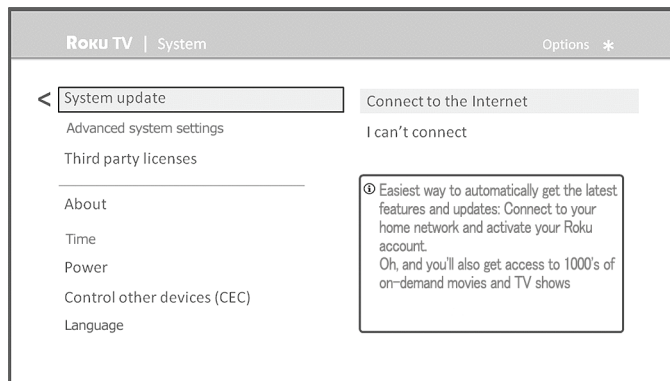 Roku TV | System
Options *
< System update
Advanced system settings
Third party licenses
About
Time
Power
Control other devices (CEC)
Language
Connect to the Internet
I can't connect
ⓘ Easiest way to automatically get the latest
features and updates: Connect to your
home network and activate your Roku
account.
Oh, and you'll also get access to 1000's of
on-demand movies and TV shows